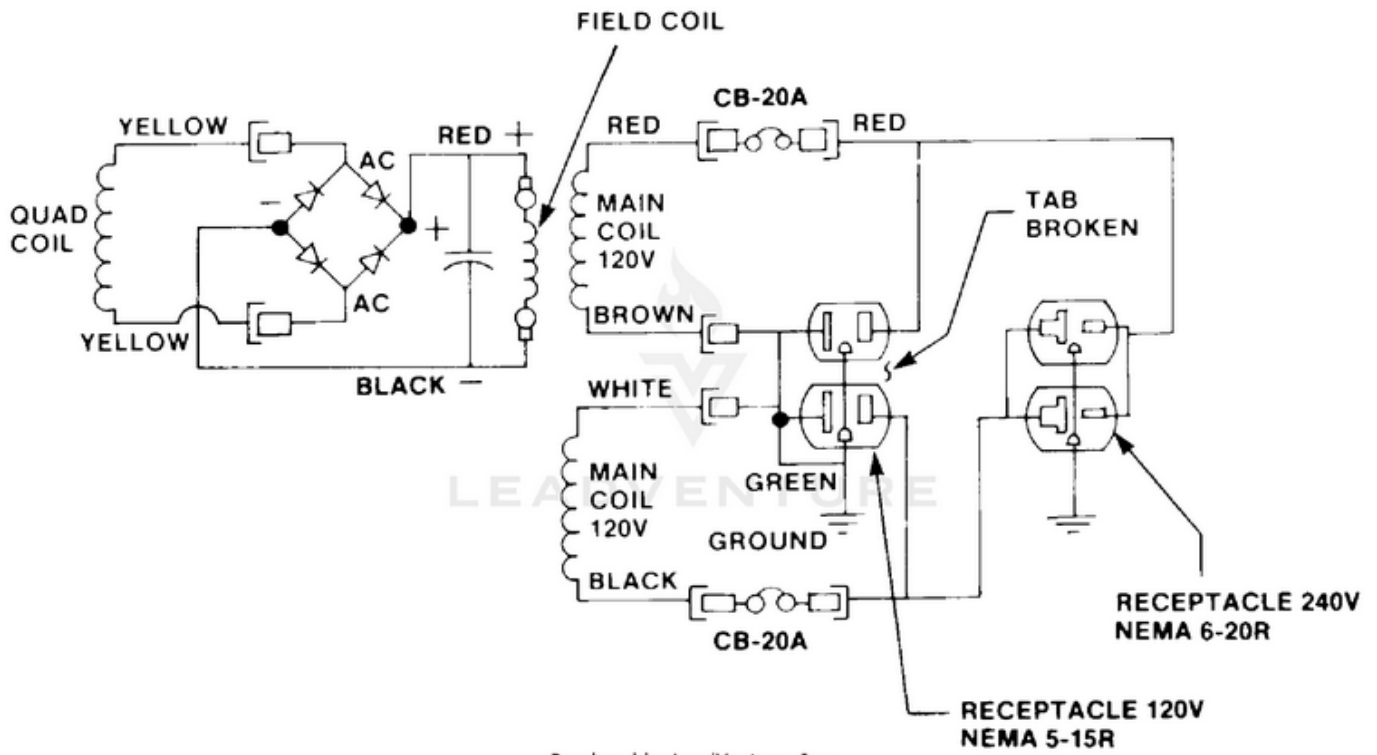 FIELD COIL
CB-20A
YELLOW
RED +
RED
RED
AC
QUAD
COIL
-
+
MAIN
COIL
120V
TAB
BROKEN
AC
BROWN
YELLOW
BLACK -
WHITE
LEADVENTURE
MAIN
COIL
120V
GREEN
GROUND
BLACK
CB-20A
RECEPTACLE 240V
NEMA 6-20R
RECEPTACLE 120V
NEMA 5-15R